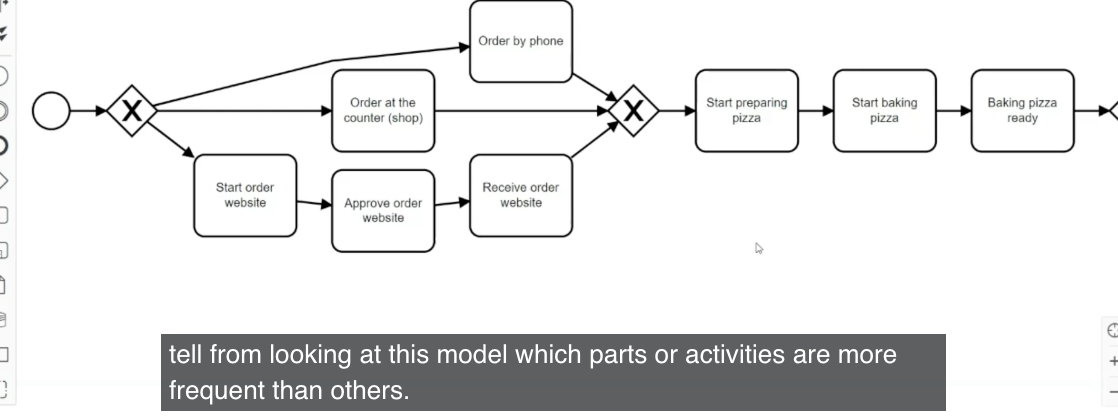 Order by phone
X
Order at the
counter (shop)
X
Start preparing
pizza
Start baking
pizza
Baking pizza
ready
Start order
website
Approve order
website
Receive order
website
tell from looking at this model which parts or activities are more
frequent than others.